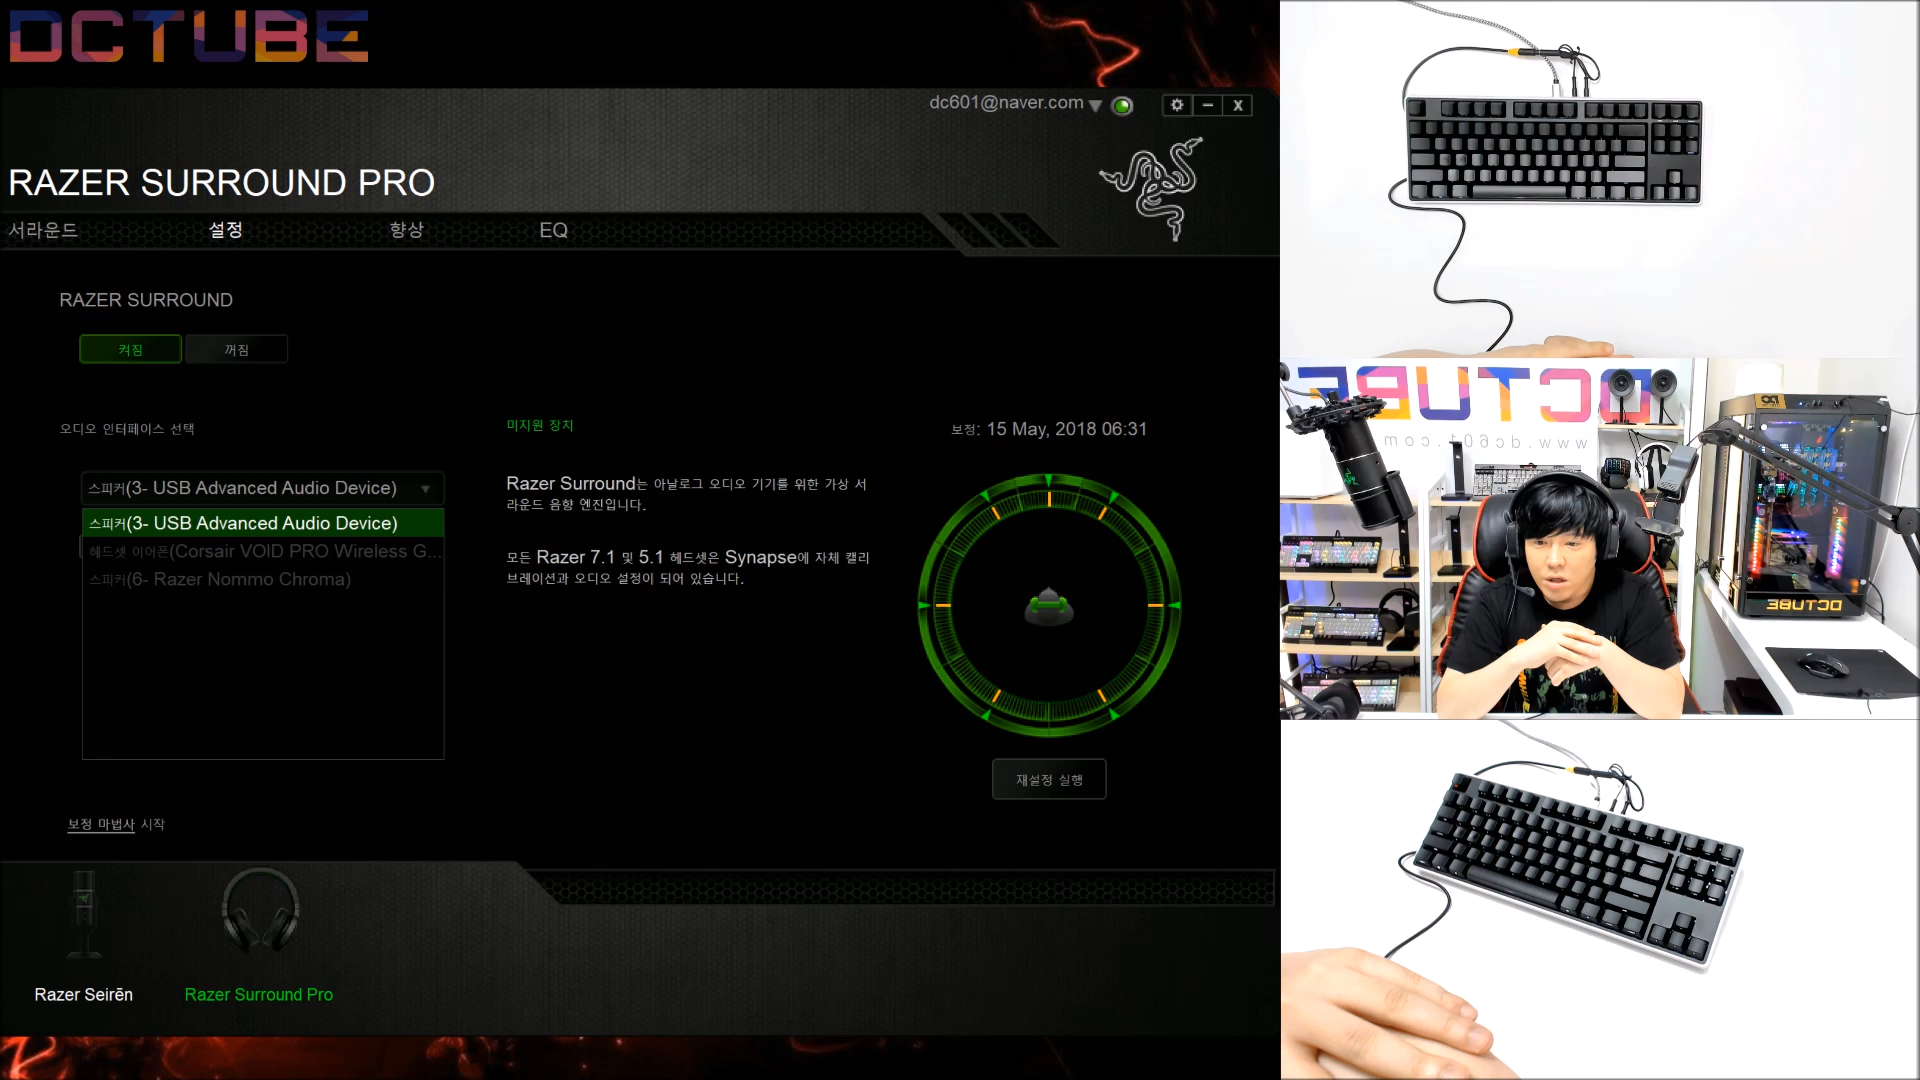 DCTUBE
dc601@naver.com
X
RAZER SURROUND PRO
서라운드
설정
향상
EQ
RAZER SURROUND
켜짐
꺼짐
오디오 인터페이스 선택
스피커(3- USB Advanced Audio Device)
스피커(3- USB Advanced Audio Device)
헤드셋 이어폰(Corsair VOID PRO Wireless G...
스피커(6- Razer Nommo Chroma)
미지원 장치
Razer Surround는 아날로그 오디오 기기를 위한 가상 서
라운드 음향 엔진입니다.
모든 Razer 7.1 및 5.1 헤드셋은 Synapse에 자체 캘리
브레이션과 오디오 설정이 되어 있습니다.
보정: 15 May, 2018 06:31
재설정 실행
보정 마법사 시작
Razer Seirēn
Razer Surround Pro
DCTUBE
www.dc601.com
DCTUBE